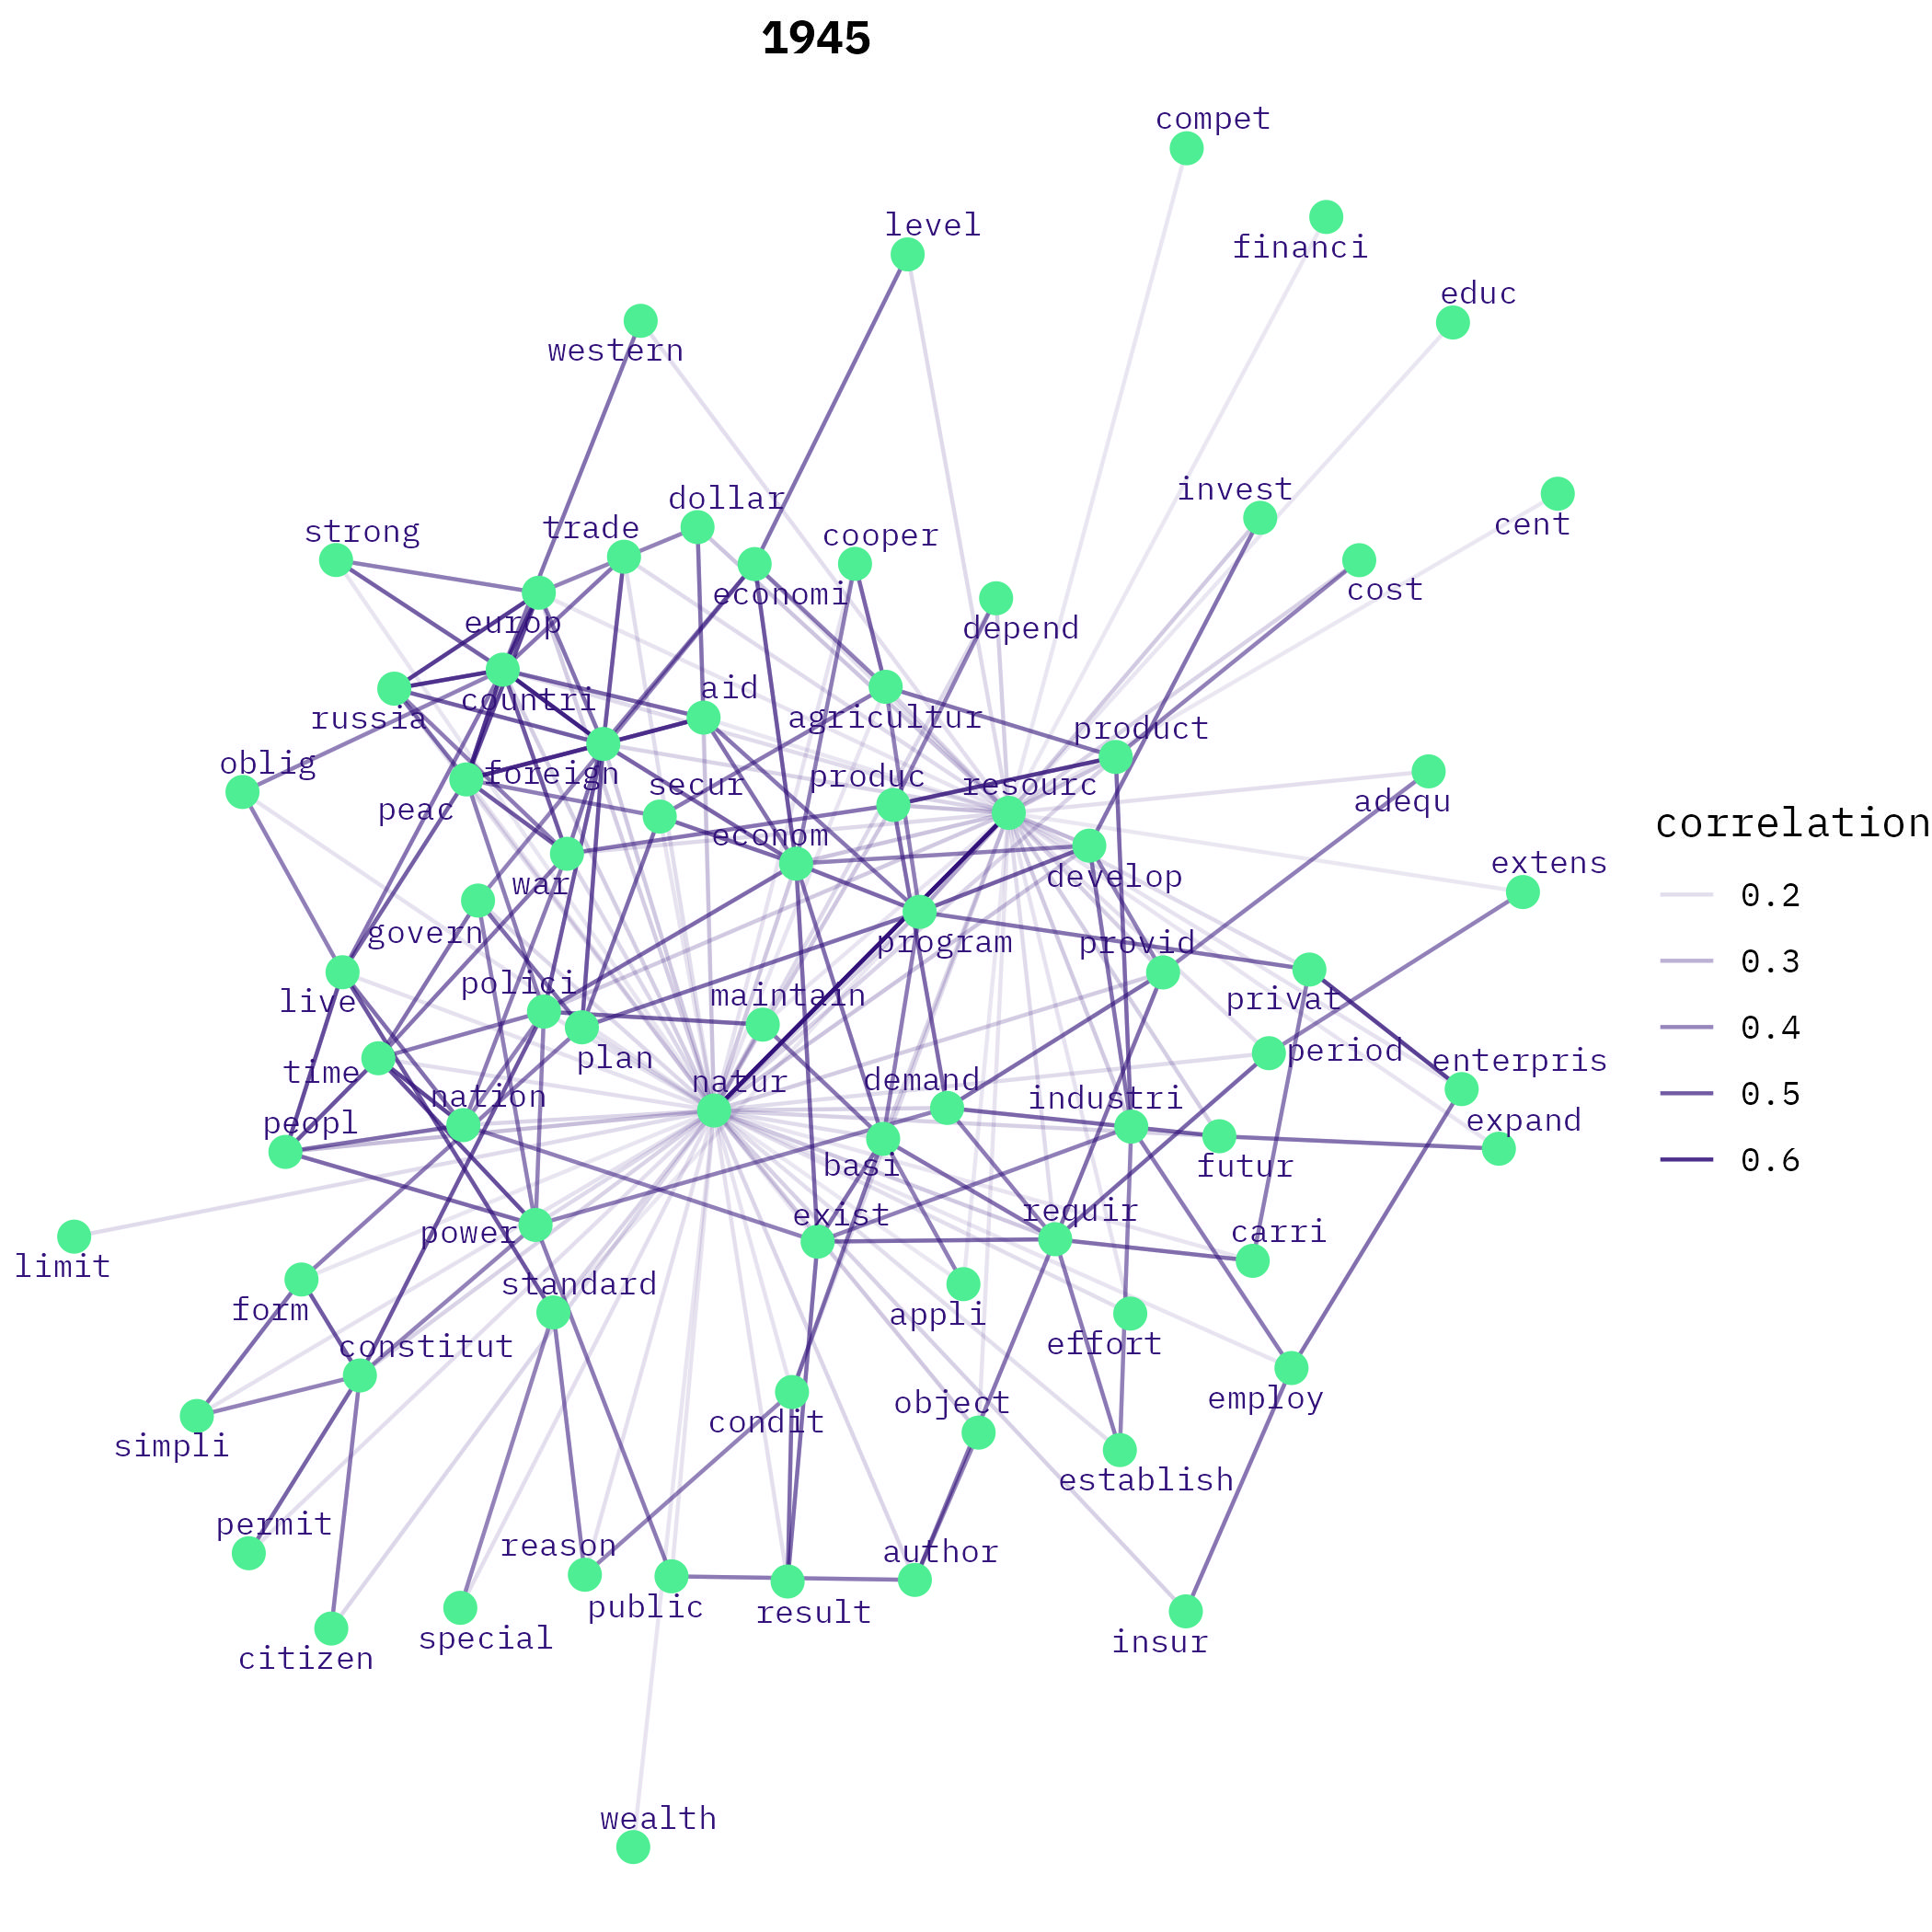 1945
compet
level
financi
educ
western
dollar
invest
strong
trade
cooper
cent
economi
cost
europ
depend
aid
countri
russia
agricultur
product
oblig
foreign
secur
produc
resourc
peac
adequ
correlation
econom
extens
war
develop
0.2
govern
program
provid
0.3
polici
live
maintain
privat
0.4
plan
period
time
natur
demand
enterpris
nation
industri
0.5
peopl
expand
basi
futur
0.6
power
exist
requir
carri
limit
standard
form
appli
constitut
effort
object
employ
condit
simpli
establish
permit
reason
author
public
result
special
insur
citizen
wealth